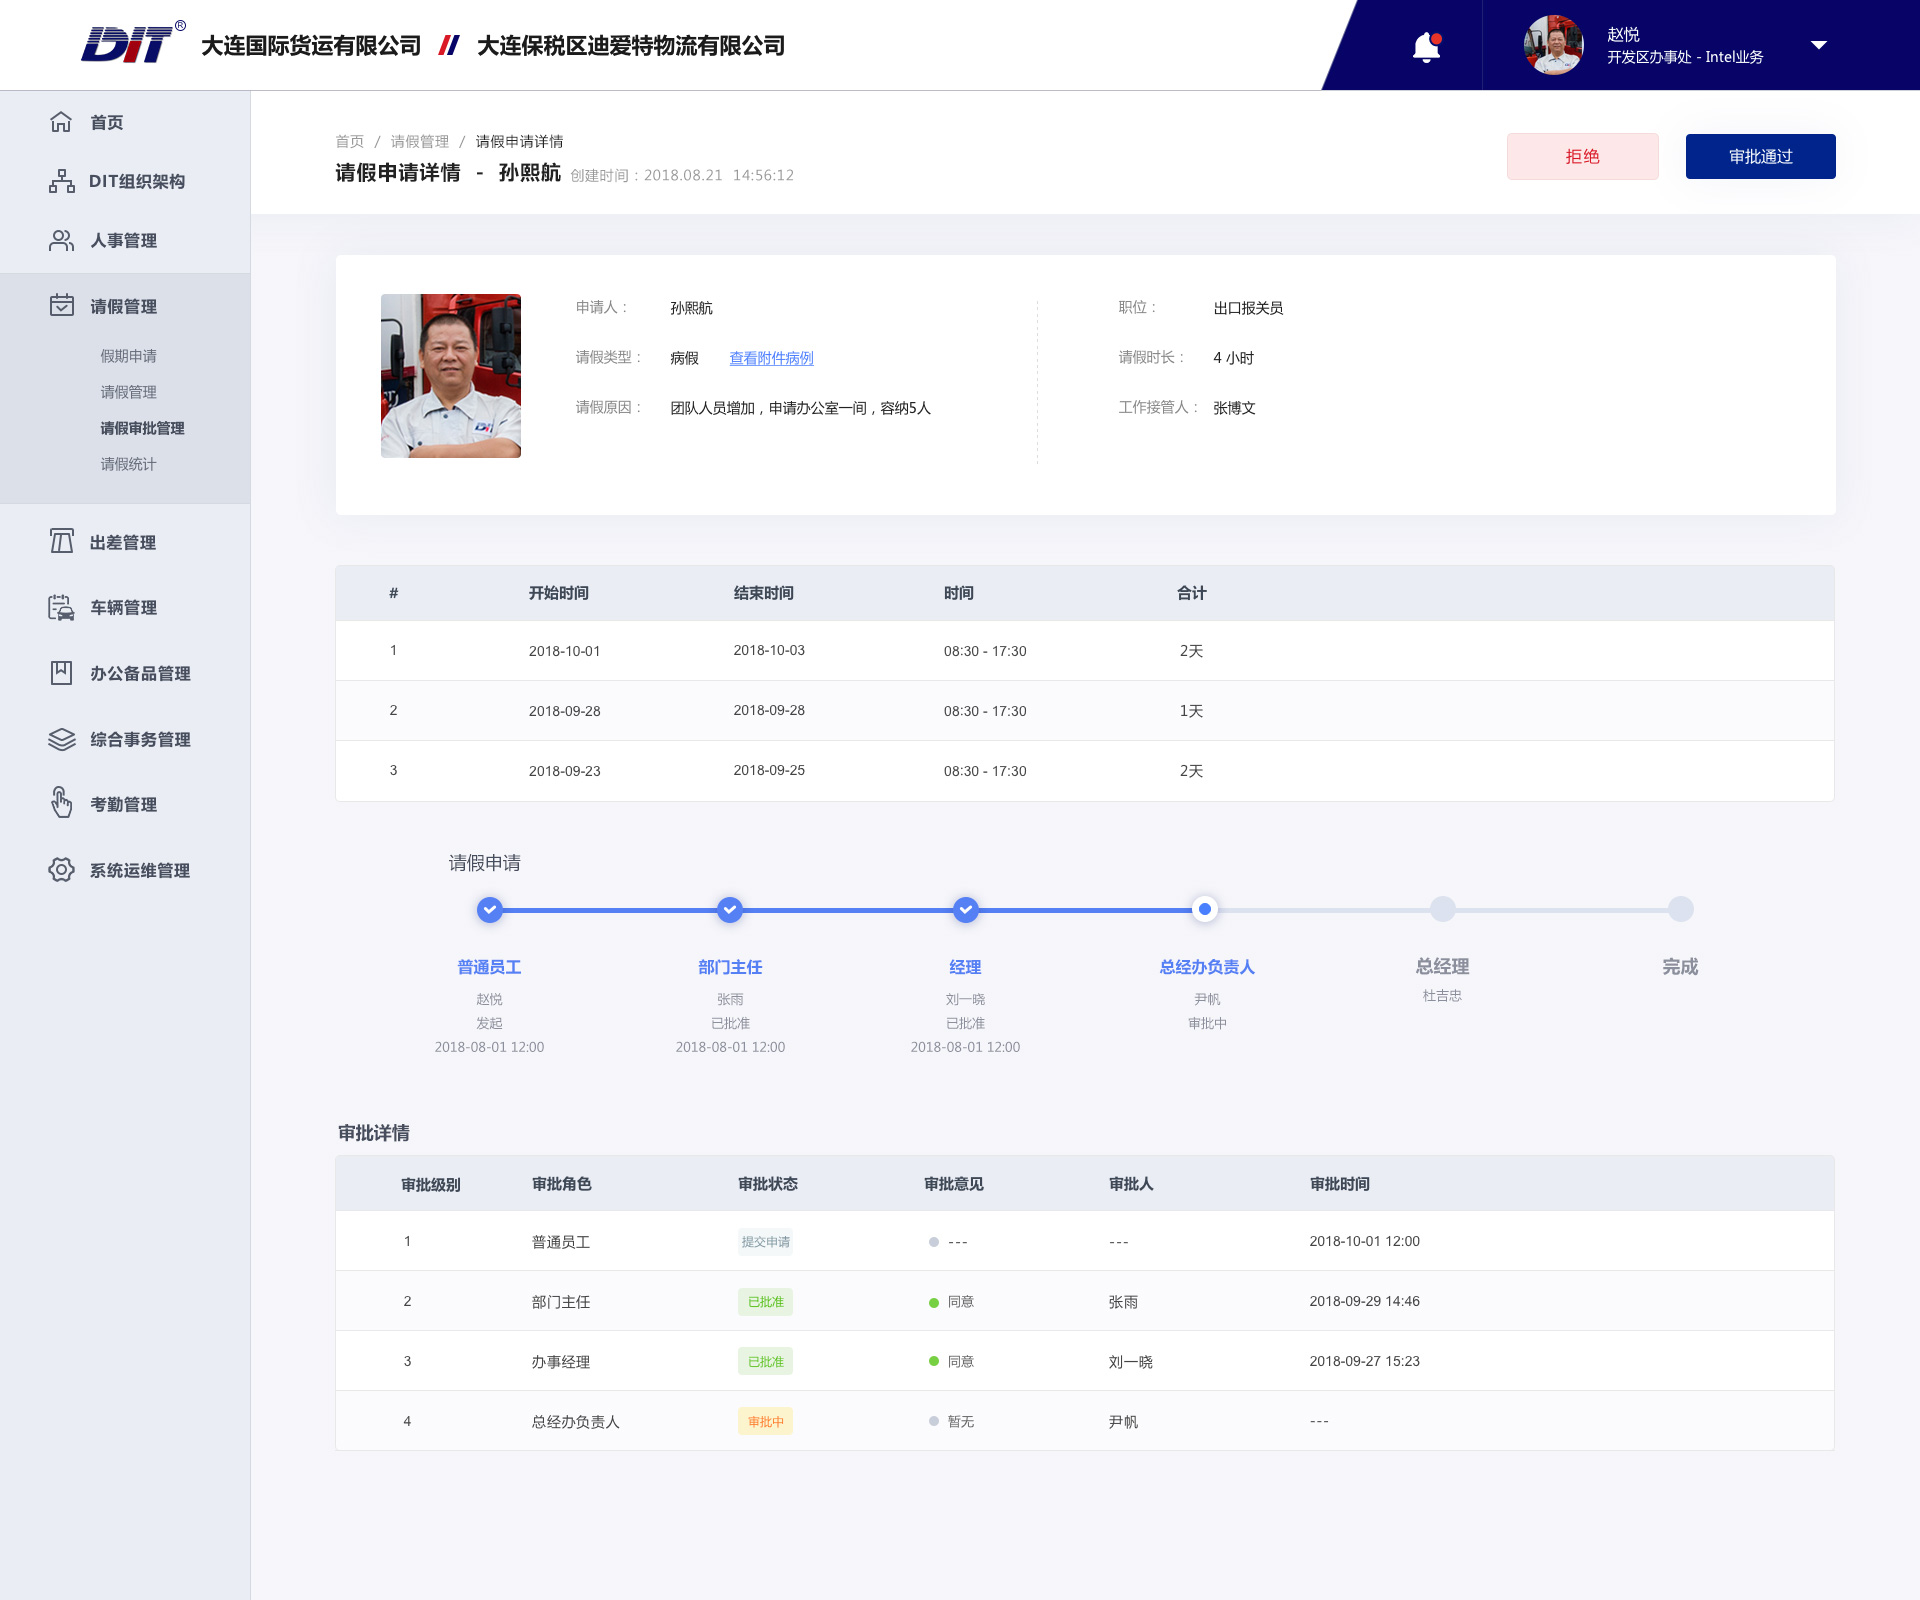 DIT® 大连国际货运有限公司 // 大连保税区迪爱特物流有限公司
赵悦
开发区办事处 - Intel业务
首页
DIT组织架构
人事管理
请假管理
假期申请
请假管理
请假审批管理
请假统计
出差管理
车辆管理
办公备品管理
综合事务管理
考勤管理
系统运维管理
首页 / 请假管理 / 请假申请详情
请假申请详情 - 孙熙航 创建时间：2018.08.21 14:56:12
拒绝
审批通过
申请人： 孙熙航
职位： 出口报关员
请假类型： 病假 查看附件病例
请假时长： 4 小时
请假原因： 团队人员增加，申请办公室一间，容纳5人
工作接管人： 张博文
DIT
# 开始时间 结束时间 时间 合计
1 2018-10-01 2018-10-03 08:30 - 17:30 2天
2 2018-09-28 2018-09-28 08:30 - 17:30 1天
3 2018-09-23 2018-09-25 08:30 - 17:30 2天
请假申请
普通员工 部门主任 经理 总经办负责人 总经理 完成
赵悦 张雨 刘一晓 尹帆 杜吉忠
发起 已批准 已批准 审批中
2018-08-01 12:00 2018-08-01 12:00 2018-08-01 12:00
审批详情
审批级别 审批角色 审批状态 审批意见 审批人 审批时间
1 普通员工 提交申请 --- --- 2018-10-01 12:00
2 部门主任 已批准 同意 张雨 2018-09-29 14:46
3 办事经理 已批准 同意 刘一晓 2018-09-27 15:23
4 总经办负责人 审批中 暂无 尹帆 ---